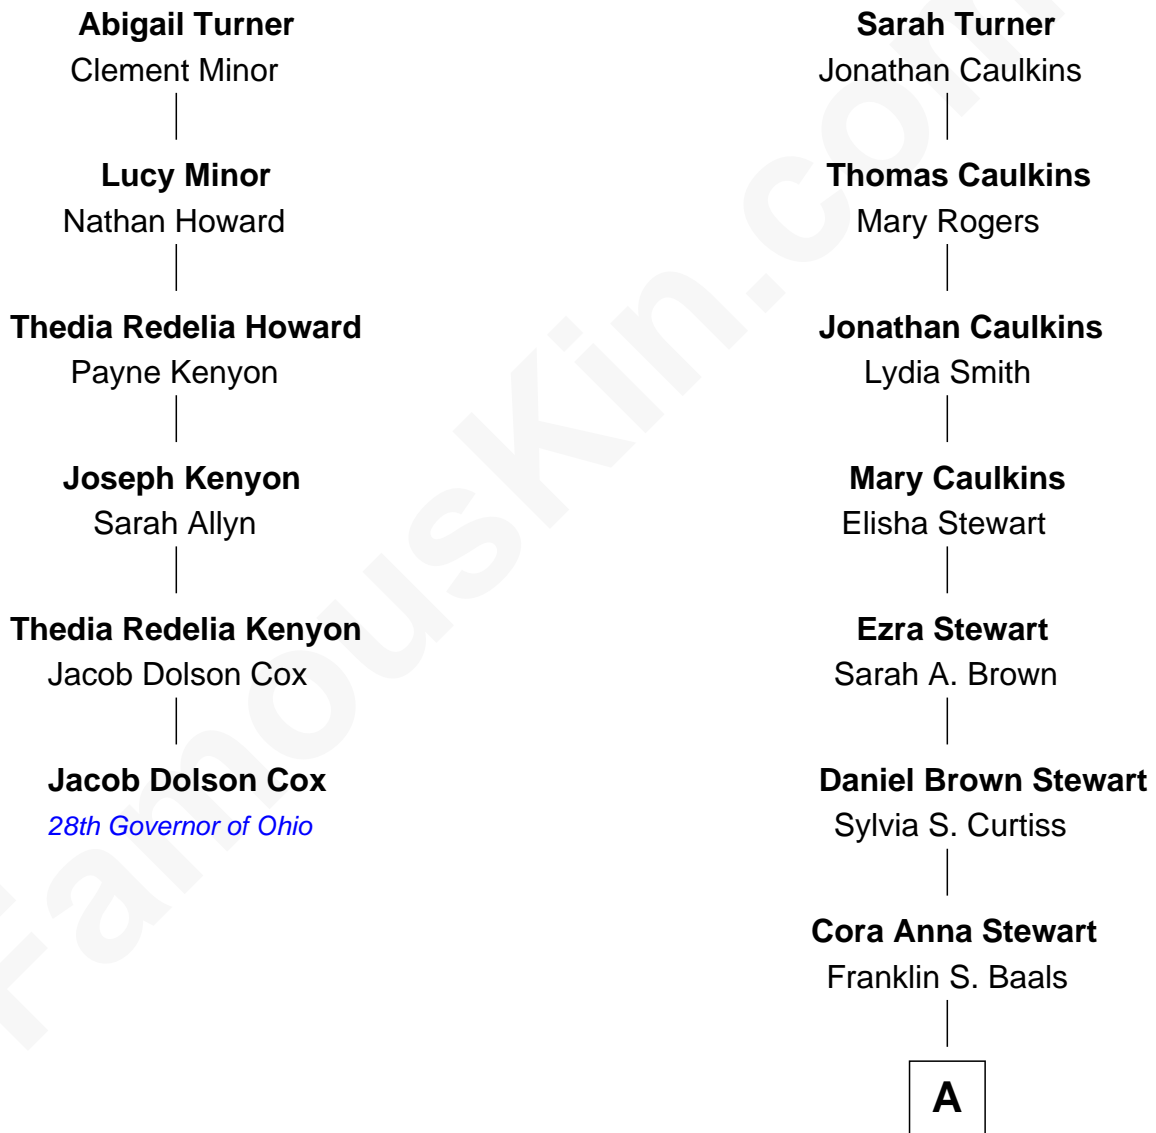 Abigail Turner
Clement Minor
Lucy Minor
Nathan Howard
Thedia Redelia Howard
Payne Kenyon
Joseph Kenyon
Sarah Allyn
Thedia Redelia Kenyon
Jacob Dolson Cox
Jacob Dolson Cox
28th Governor of Ohio
Sarah Turner
Jonathan Caulkins
Thomas Caulkins
Mary Rogers
Jonathan Caulkins
Lydia Smith
Mary Caulkins
Elisha Stewart
Ezra Stewart
Sarah A. Brown
Daniel Brown Stewart
Sylvia S. Curtiss
Cora Anna Stewart
Franklin S. Baals
A
FamousKin.com